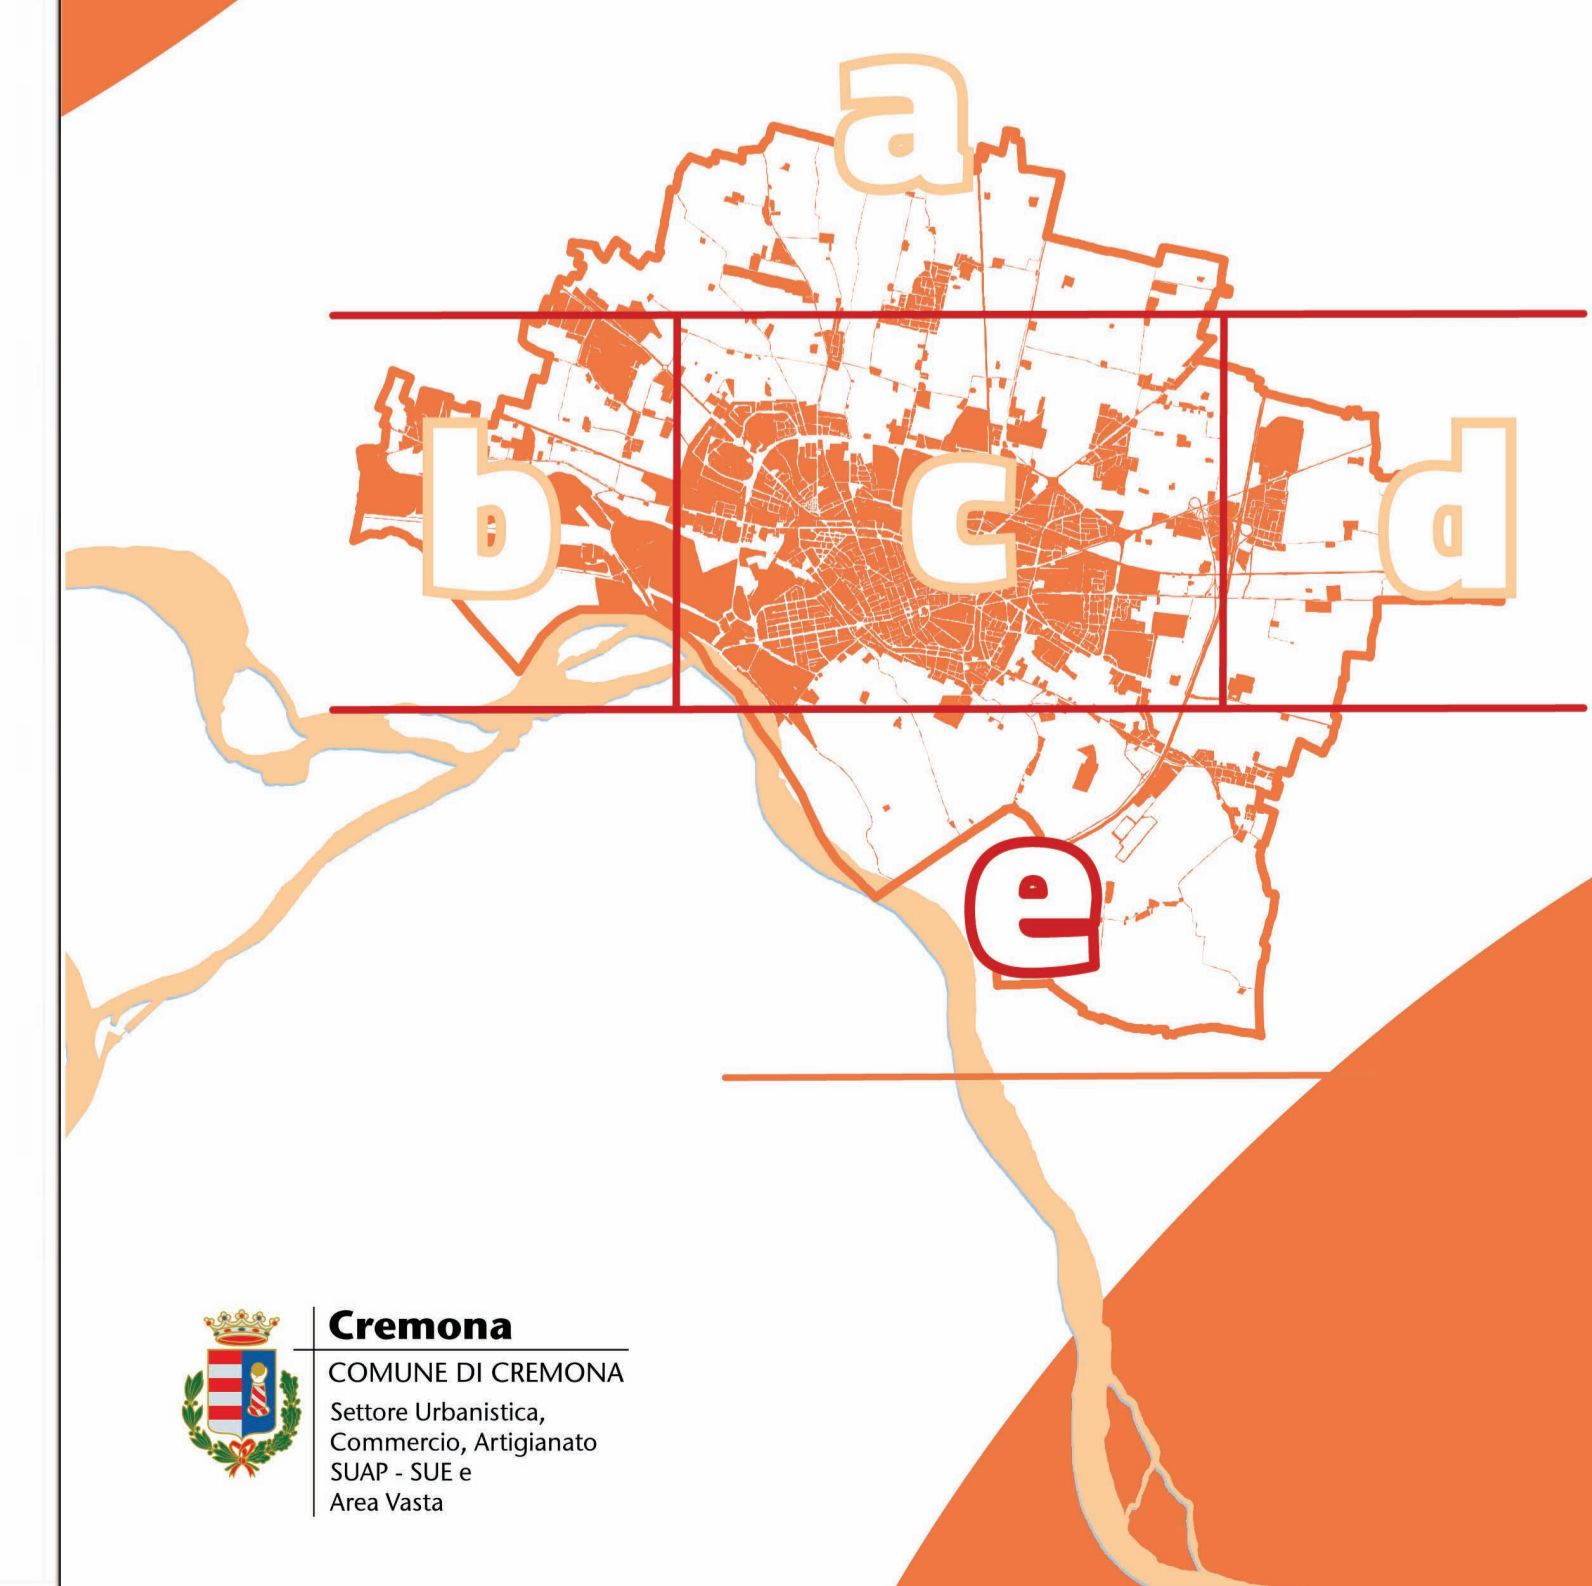 a
b
c
d
e
Cremona
COMUNE DI CREMONA
Settore Urbanistica,
Commercio, Artigianato
SUAP - SUE e
Area Vasta